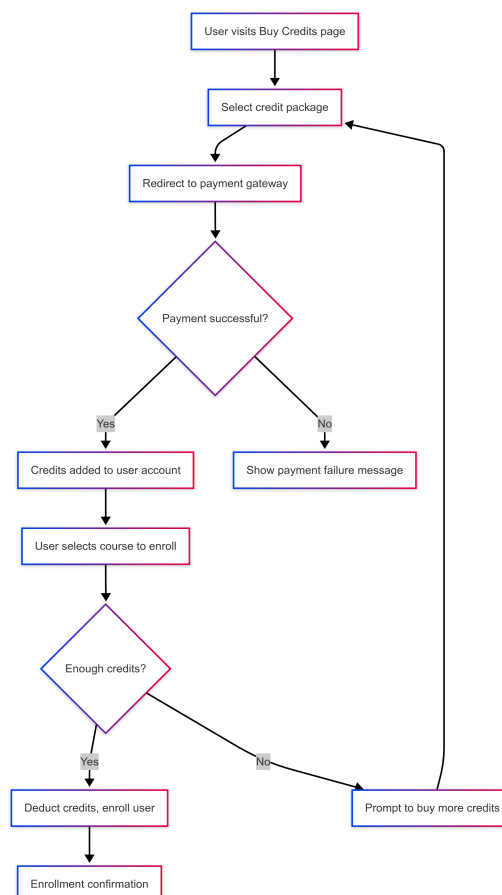 User visits Buy Credits page
Select credit package
Redirect to payment gateway
Payment successful?
Yes
No
Credits added to user account
Show payment failure message
User selects course to enroll
Enough credits?
Yes
No
Deduct credits, enroll user
Prompt to buy more credits
Enrollment confirmation